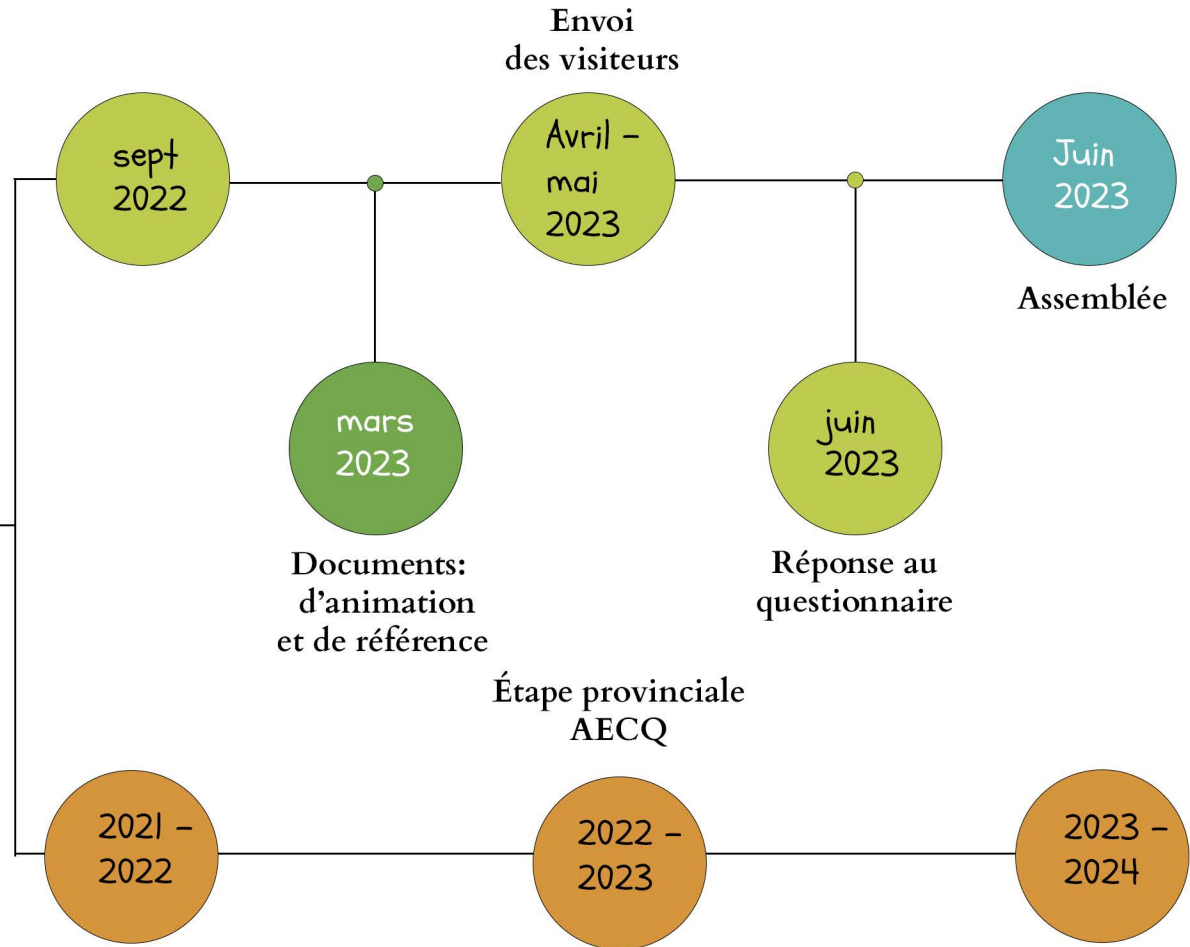 Envoi
des visiteurs
sept
2022
Avril -
mai
2023
Juin
2023
Assemblée
mars
2023
Documents:
d'animation
et de référence
juin
2023
Réponse au
questionnaire
Étape provinciale
AECQ
2021 -
2022
2022 -
2023
2023 -
2024